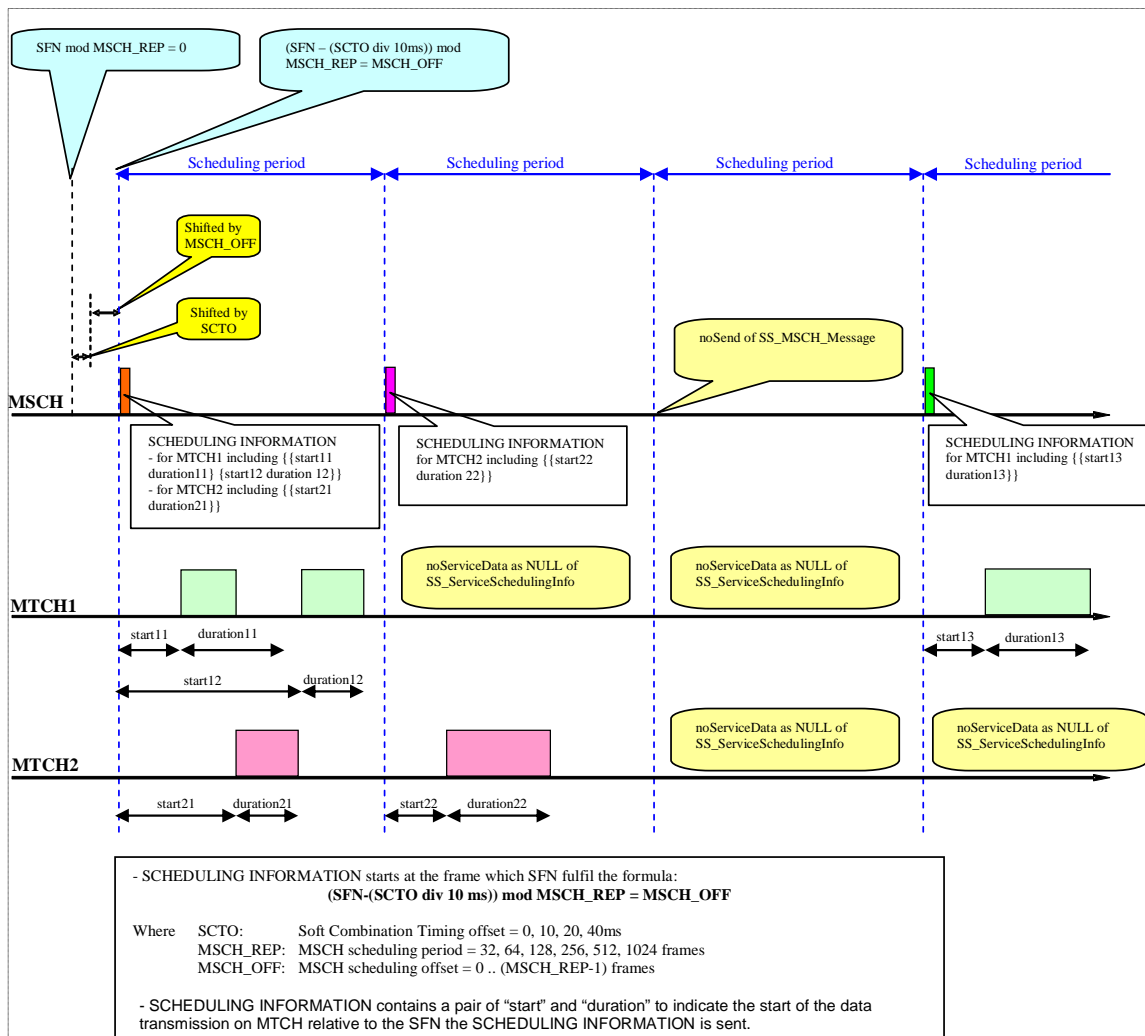 SFN mod MSCH_REP = 0
(SFN – (SCTO div 10ms)) mod
MSCH_REP = MSCH_OFF
Scheduling period
Scheduling period
Scheduling period
Scheduling period
Shifted by
MSCH_OFF
Shifted by
SCTO
noSend of SS_MSCH_Message
MSCH
SCHEDULING INFORMATION
- for MTCH1 including {{start11
duration11} {start12 duration 12}}
- for MTCH2 including {{start21
duration21}}
SCHEDULING INFORMATION
for MTCH2 including {{start22
duration 22}}
SCHEDULING INFORMATION
for MTCH1 including {{start13
duration13}}
noServiceData as NULL of
SS_ServiceSchedulingInfo
noServiceData as NULL of
SS_ServiceSchedulingInfo
MTCH1
start11
duration11
start13
duration13
start12
duration12
noServiceData as NULL of
SS_ServiceSchedulingInfo
noServiceData as NULL of
SS_ServiceSchedulingInfo
MTCH2
start21
duration21
start22
duration22
- SCHEDULING INFORMATION starts at the frame which SFN fulfil the formula:
(SFN-(SCTO div 10 ms)) mod MSCH_REP = MSCH_OFF
Where SCTO: Soft Combination Timing offset = 0, 10, 20, 40ms
MSCH_REP: MSCH scheduling period = 32, 64, 128, 256, 512, 1024 frames
MSCH_OFF: MSCH scheduling offset = 0 .. (MSCH_REP-1) frames
- SCHEDULING INFORMATION contains a pair of “start” and “duration” to indicate the start of the data
transmission on MTCH relative to the SFN the SCHEDULING INFORMATION is sent.